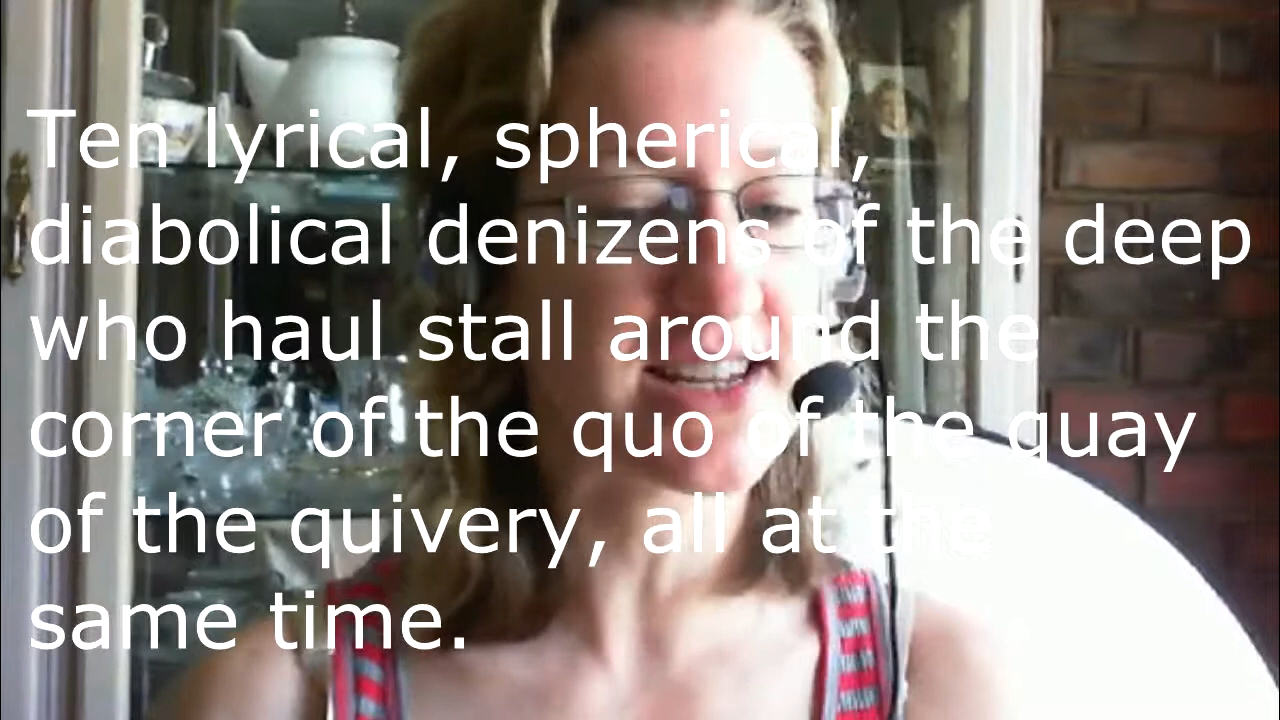 Ten lyrical, spherical,
diabolical denizens of the deep
who haul stall around the
corner of the quo of the quay
of the quivery, all at the
same time.